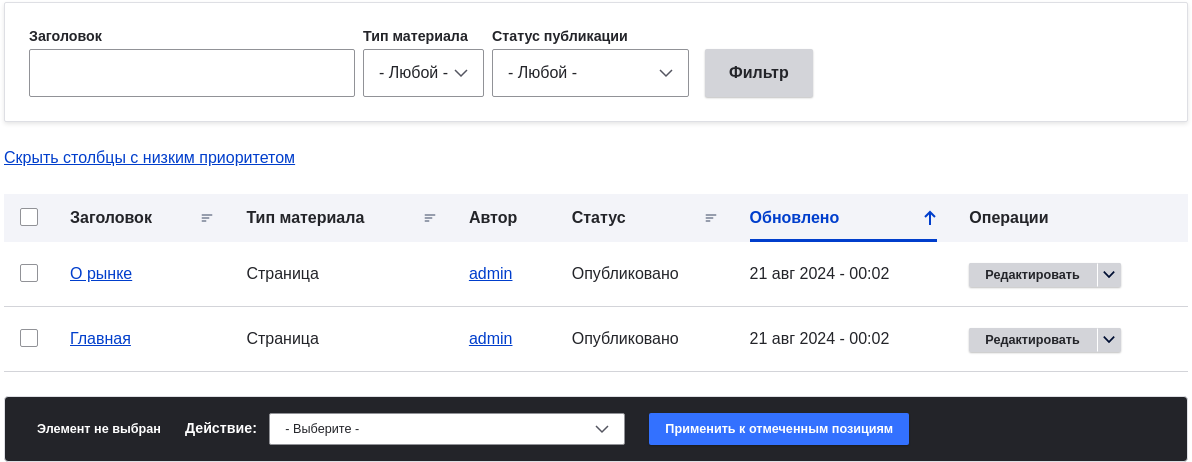 Заголовок Тип материала Статус публикации
- Любой - - Любой - Фильтр
Скрыть столбцы с низким приоритетом
Заголовок Тип материала Автор Статус Обновлено Операции
О рынке Страница admin Опубликовано 21 авг 2024 - 00:02 Редактировать
Главная Страница admin Опубликовано 21 авг 2024 - 00:02 Редактировать
Элемент не выбран Действие: - Выберите - Применить к отмеченным позициям